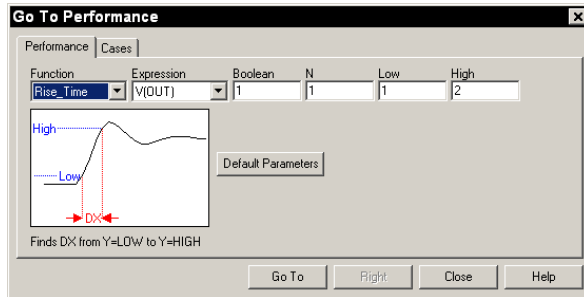 Go To Performance
Performance Cases
Function Expression Boolean N Low High
Rise_Time V(OUT) 1 1 1 2
High
Low
DX
Default Parameters
Finds DX from Y=LOW to Y=HIGH
Go To Right Close Help